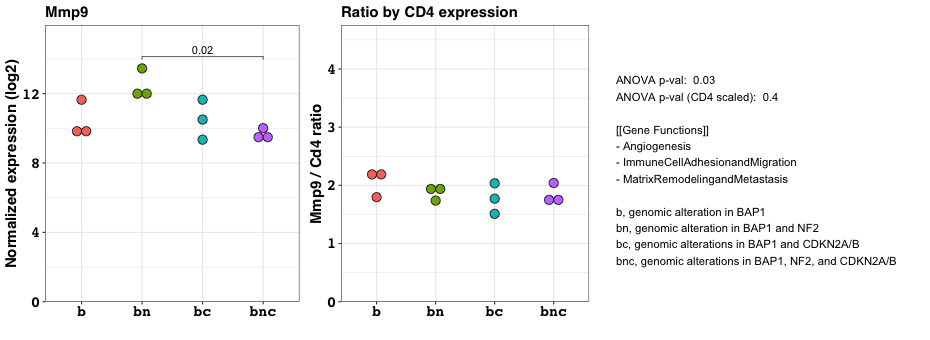 Mmp9
Normalized expression (log2)
0.02
12
8
4
0
b
bn
bc
bnc
Ratio by CD4 expression
Mmp9 / Cd4 ratio
4
3
2
1
0
b
bn
bc
bnc
ANOVA p-val:  0.03
ANOVA p-val (CD4 scaled):  0.4
[[Gene Functions]]
- Angiogenesis
- ImmuneCellAdhesionandMigration
- MatrixRemodelingandMetastasis
b, genomic alteration in BAP1
bn, genomic alteration in BAP1 and NF2
bc, genomic alterations in BAP1 and CDKN2A/B
bnc, genomic alterations in BAP1, NF2, and CDKN2A/B